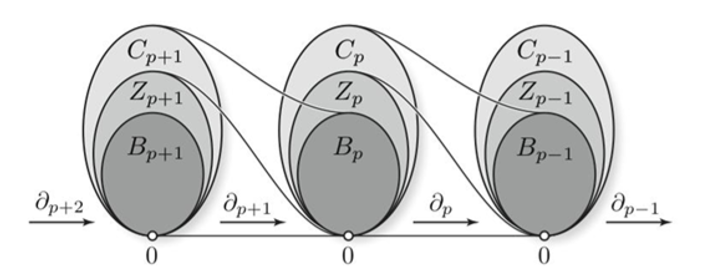 C_{p+1} C_p C_{p−1}
Z_{p+1} Z_p Z_{p−1}
B_{p+1} B_p B_{p−1}
∂_{p+2} ∂_{p+1} ∂_p ∂_{p−1}
0 0 0